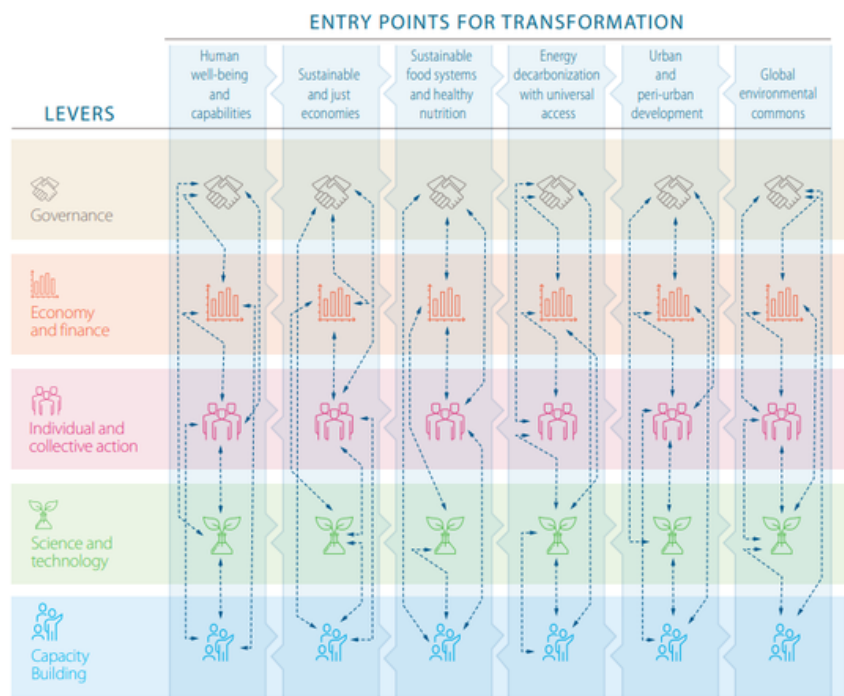 ENTRY POINTS FOR TRANSFORMATION
LEVERS
Human
well-being
and
capabilities
Sustainable
and just
economies
Sustainable
food systems
and healthy
nutrition
Energy
decarbonization
with universal
access
Urban
and
peri-urban
development
Global
environmental
commons
Governance
Economy
and finance
Individual and
collective action
Science and
technology
Capacity
Building